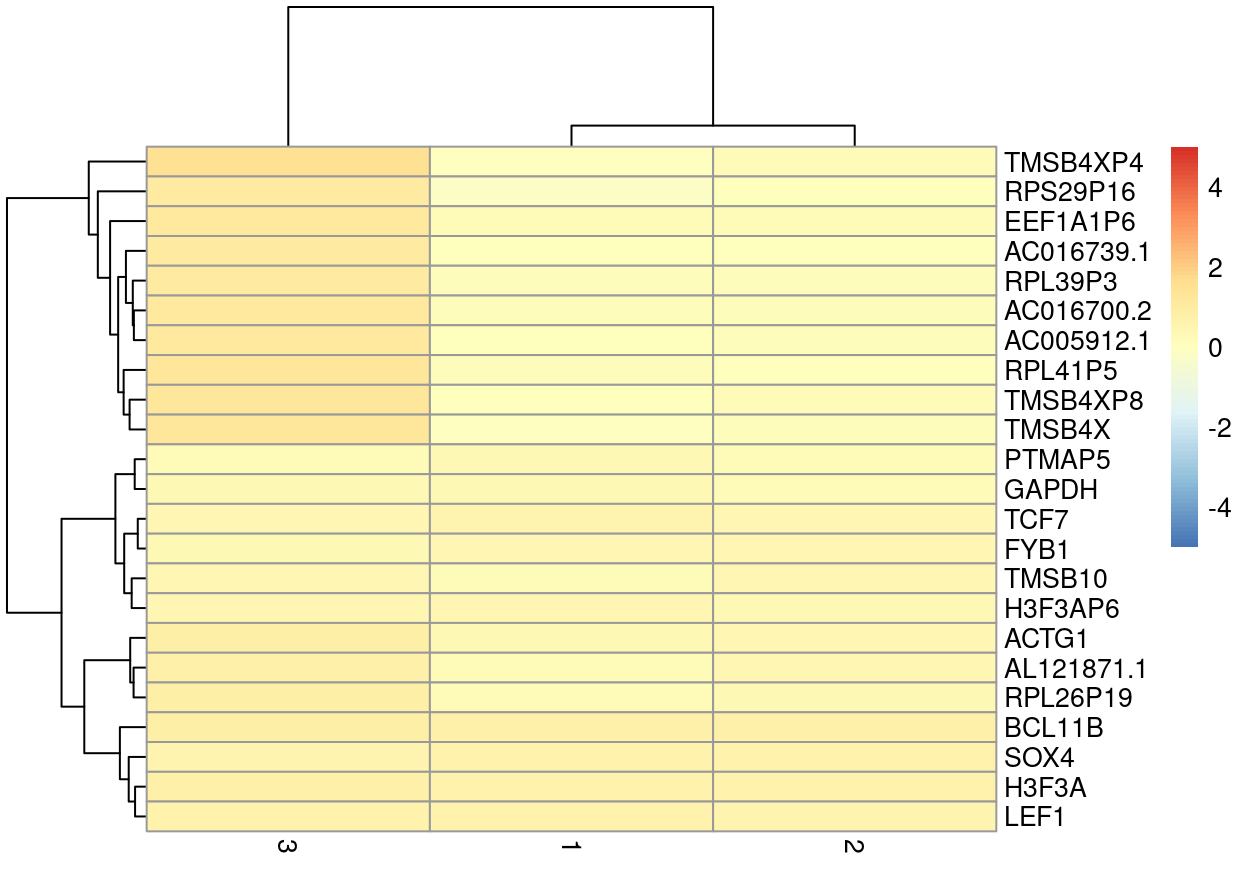 TMSB4XP4
RPS29P16
EEF1A1P6
AC016739.1
RPL39P3
AC016700.2
AC005912.1
RPL41P5
TMSB4XP8
TMSB4X
PTMAP5
GAPDH
TCF7
FYB1
TMSB10
H3F3AP6
ACTG1
AL121871.1
RPL26P19
BCL11B
SOX4
H3F3A
LEF1
4
2
0
-2
-4
3
1
2